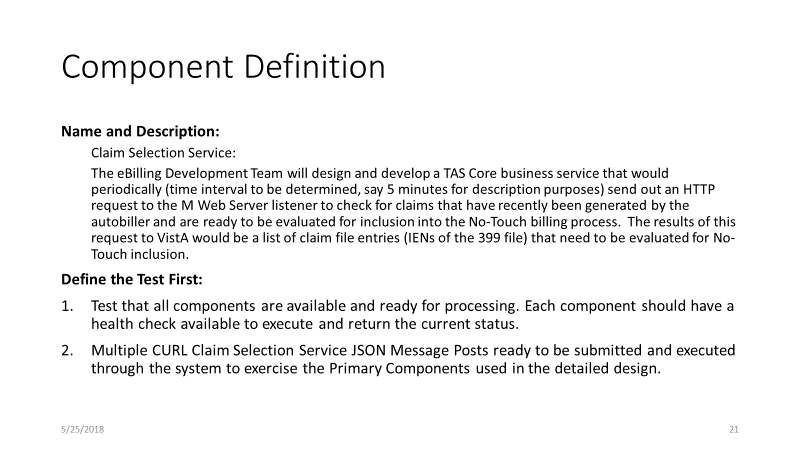 Component Definition
Name and Description:
Claim Selection Service:
The eBilling Development Team will design and develop a TAS Core business service that would
periodically (time interval to be determined, say 5 minutes for description purposes) send out an HTTP
request to the M Web Server listener to check for claims that have recently been generated by the
autobiller and are ready to be evaluated for inclusion into the No-Touch billing process.  The results of this
request to VistA would be a list of claim file entries (IENs of the 399 file) that need to be evaluated for No-
Touch inclusion.
Define the Test First:
1. Test that all components are available and ready for processing. Each component should have a
health check available to execute and return the current status.
2. Multiple CURL Claim Selection Service JSON Message Posts ready to be submitted and executed
through the system to exercise the Primary Components used in the detailed design.
5/25/2018
21